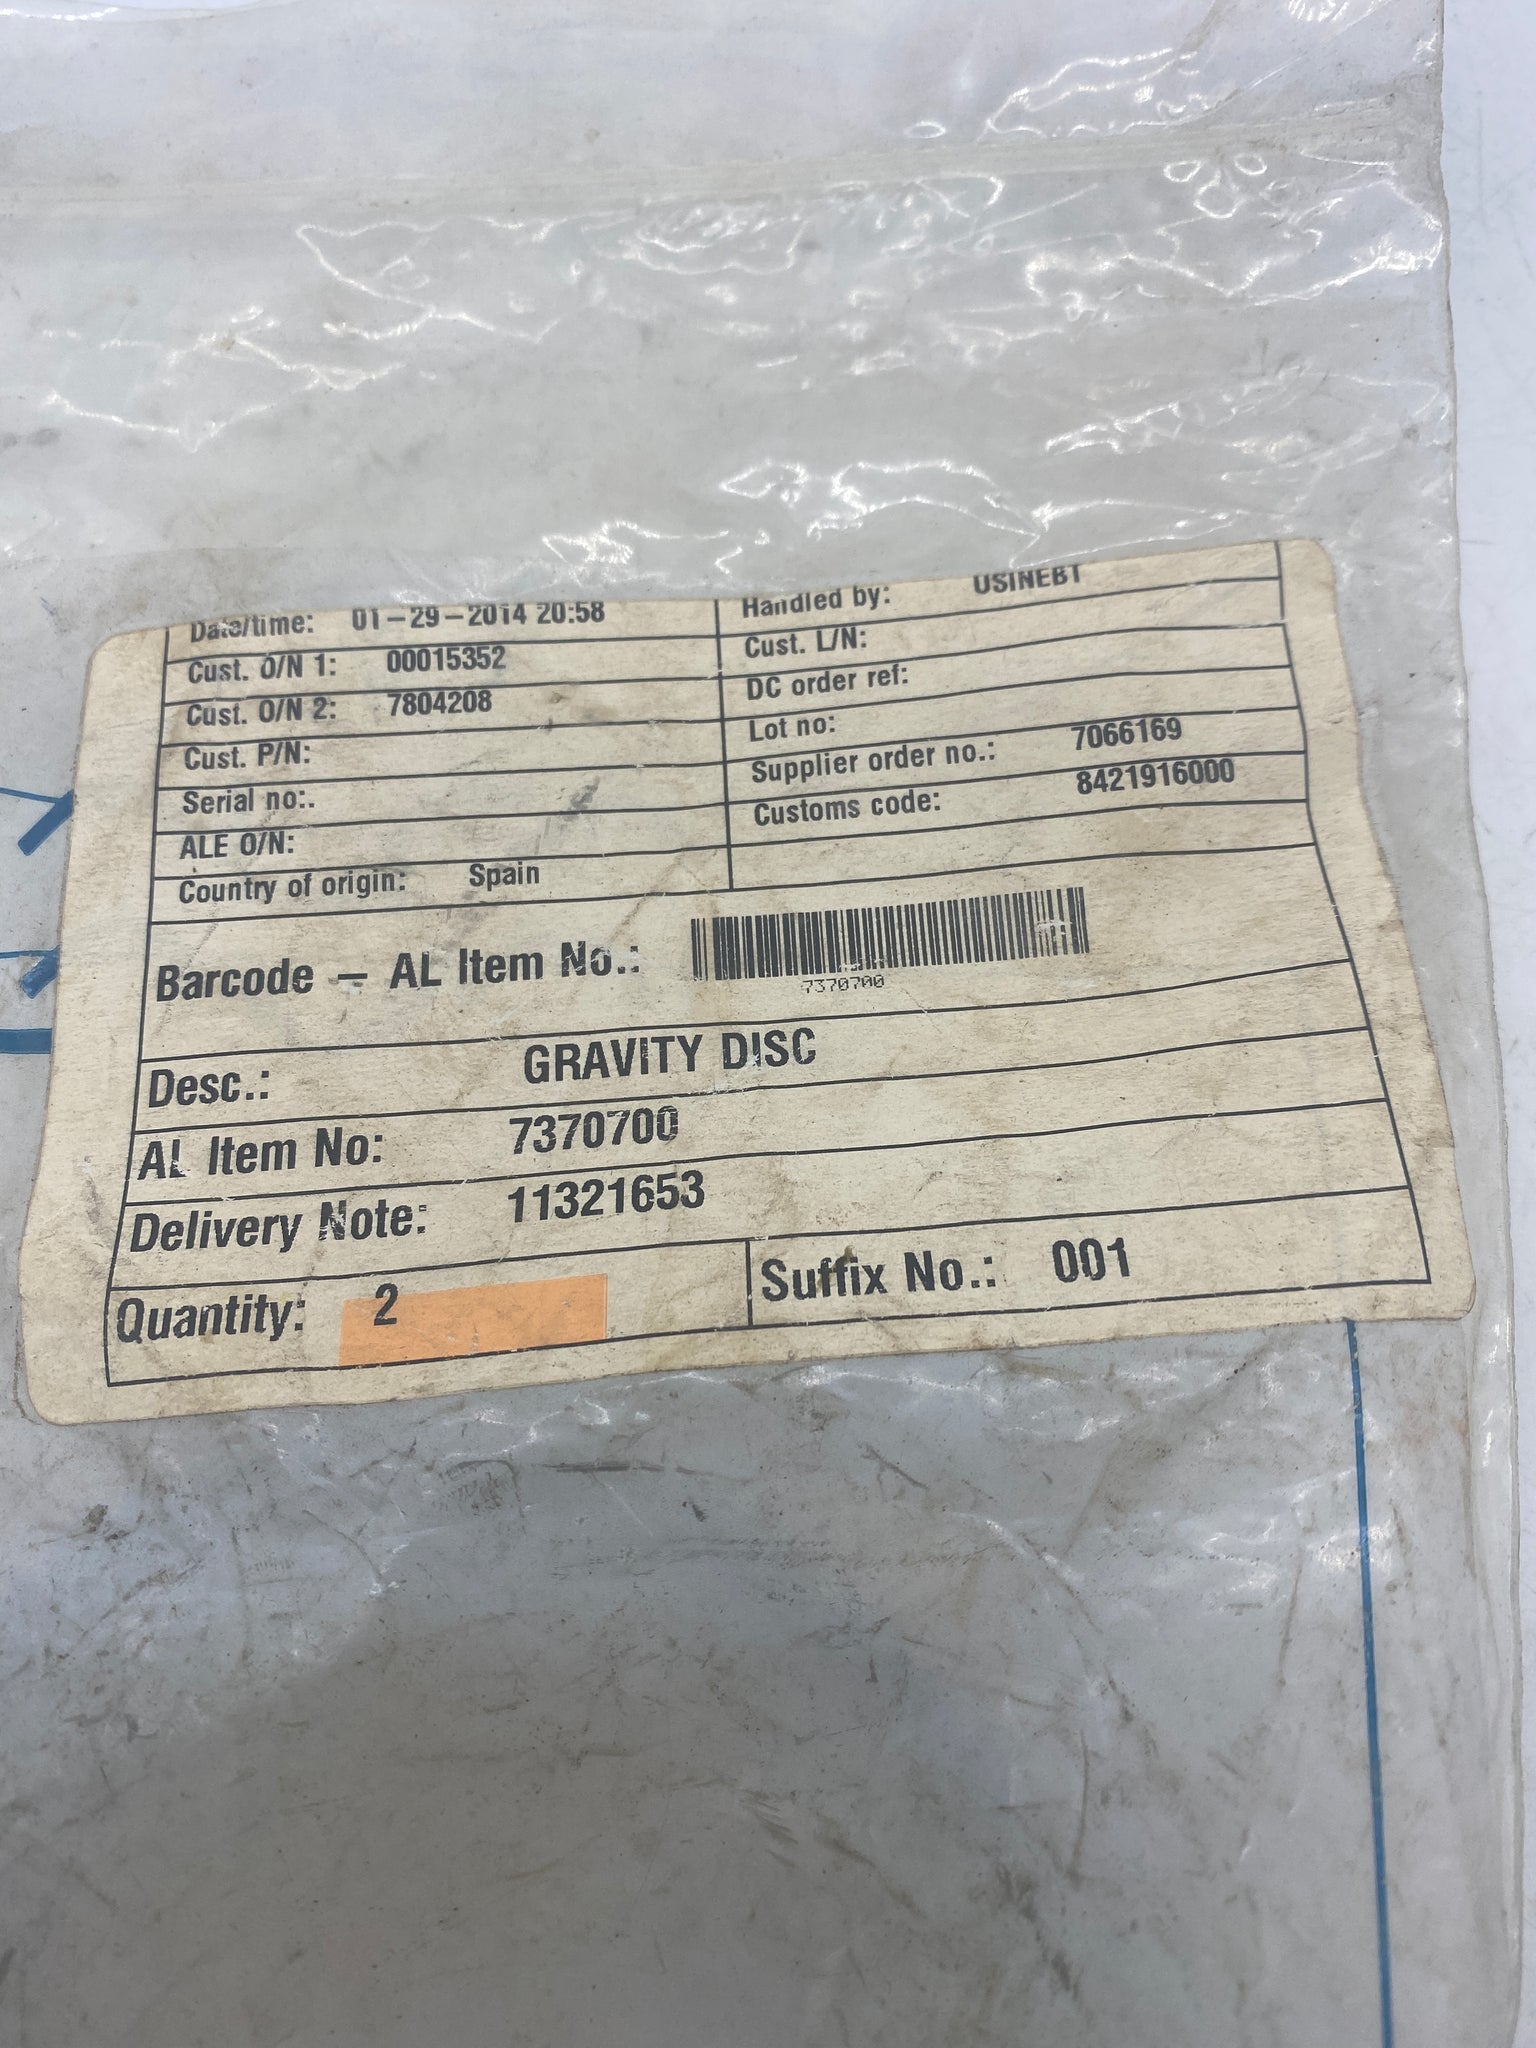 Date/time: 01-29-2014 20:58
Handled by: USINEBT
Cust. O/N 1: 00015352
Cust. L/N:
Cust. O/N 2: 7804208
DC order ref:
Cust. P/N:
Lot no:
Serial no:.
Supplier order no.: 7066169
ALE O/N:
Customs code: 8421916000
Country of origin: Spain
Barcode - AL Item No.:
7370700
Desc.: GRAVITY DISC
AL Item No: 7370700
Delivery Note: 11321653
Quantity: 2
Suffix No.: 001